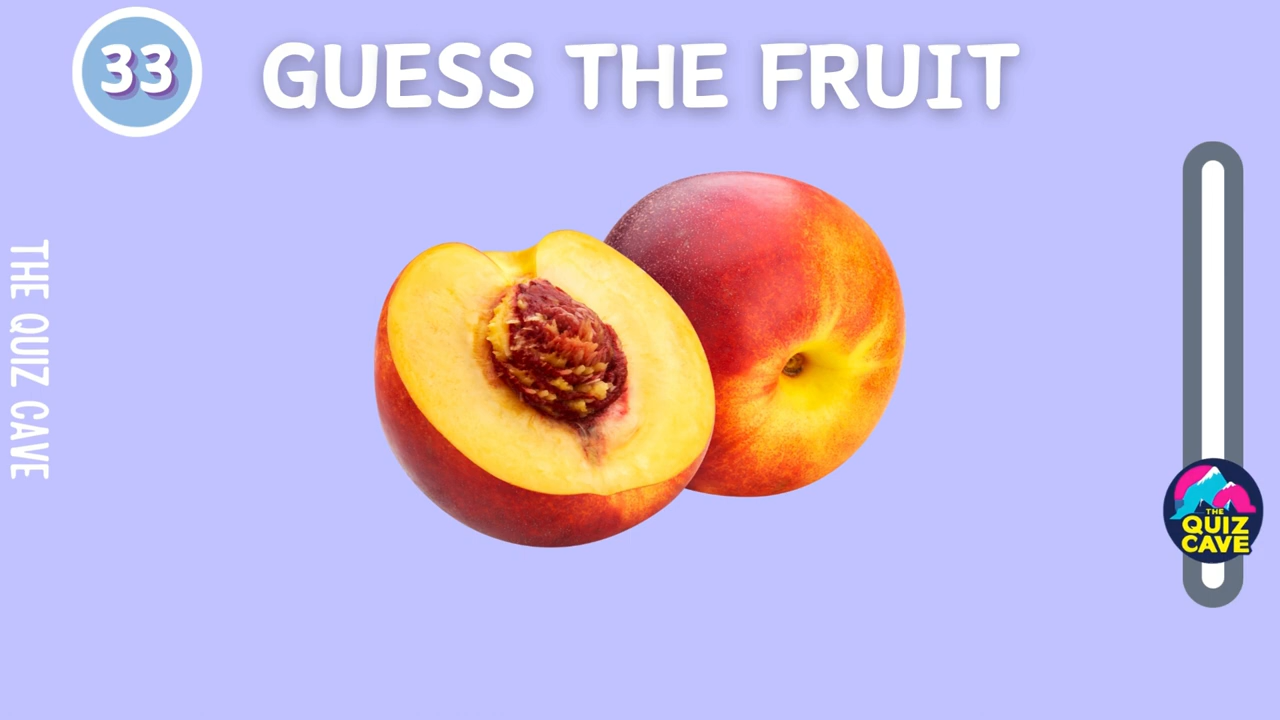 33
GUESS THE FRUIT
THE QUIZ CAVE
THE
QUIZ
CAVE